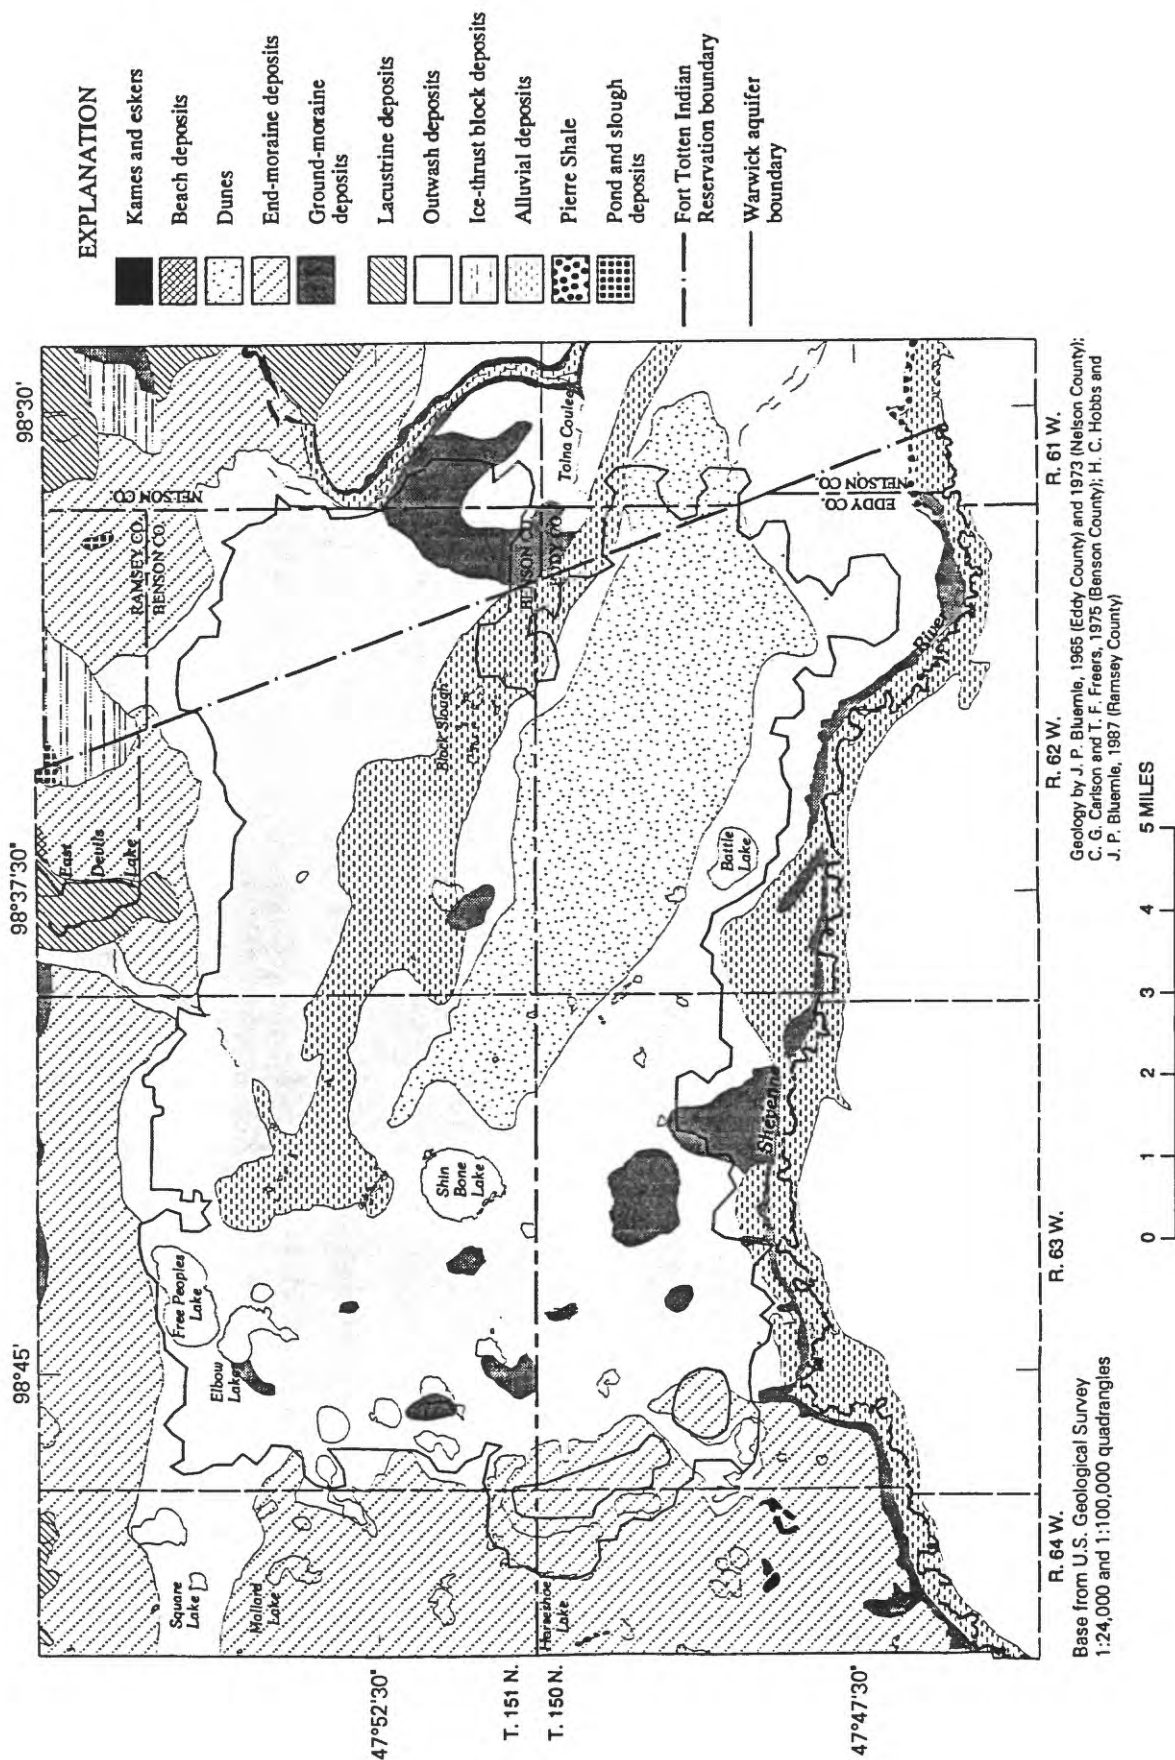 EXPLANATION
Kames and eskers
Beach deposits
Dunes
End-moraine deposits
Ground-moraine
deposits
Lacustrine deposits
Outwash deposits
Ice-thrust block deposits
Alluvial deposits
Pierre Shale
Pond and slough
deposits
Fort Totten Indian
Reservation boundary
Warwick aquifer
boundary
98°45'
98°37'30"
98°30'
47°52'30"
T. 151 N.
T. 150 N.
47°47'30"
East
Devils
Lake
RAMSEY CO.
BENSON CO.
NELSON CO.
Square
Lake
Free Peoples
Lake
Elbow
Lake
Mallard
Lake
Shin
Bone
Lake
Black Slough
Tolna Coulee
BENSON CO.
EDDY CO.
Horseshoe
Lake
Battle
Lake
NELSON CO.
EDDY CO.
Sheyenne
River
R. 64 W.
R. 63 W.
R. 62 W.
R. 61 W.
Base from U.S. Geological Survey
1:24,000 and 1:100,000 quadrangles
0 1 2 3 4 5 MILES
Geology by J. P. Bluemle, 1965 (Eddy County) and 1973 (Nelson County);
C. G. Carlson and T. F. Freers, 1975 (Benson County); H. C. Hobbs and
J. P. Bluemle, 1987 (Ramsey County)